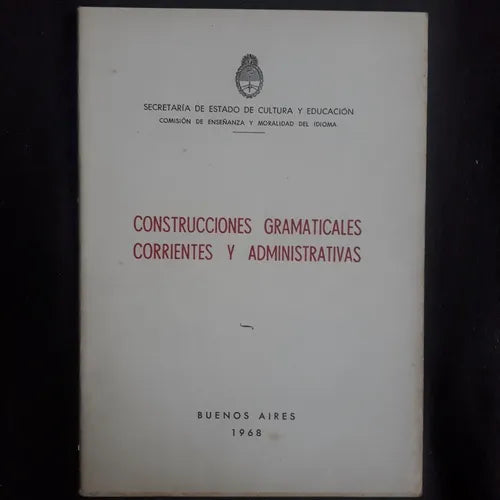 SECRETARÍA DE ESTADO DE CULTURA Y EDUCACIÓN
COMISIÓN DE ENSEÑANZA Y MORALIDAD DEL IDIOMA
CONSTRUCCIONES GRAMATICALES
CORRIENTES Y ADMINISTRATIVAS
BUENOS AIRES
1968